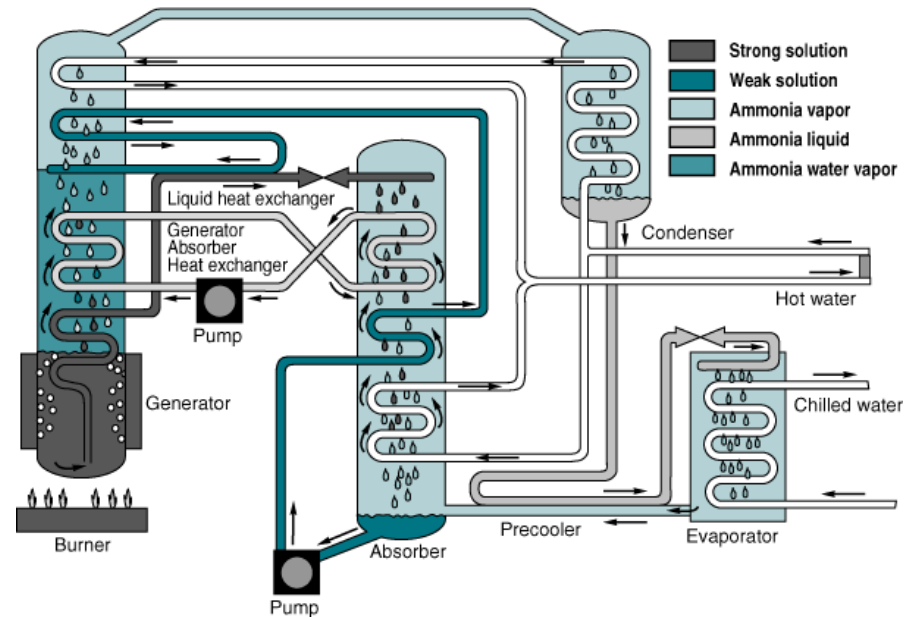 Strong solution
Weak solution
Ammonia vapor
Ammonia liquid
Ammonia water vapor
Liquid heat exchanger
Generator
Absorber
Heat exchanger
Condenser
Hot water
Pump
Generator
Chilled water
Burner
Absorber
Precooler
Evaporator
Pump